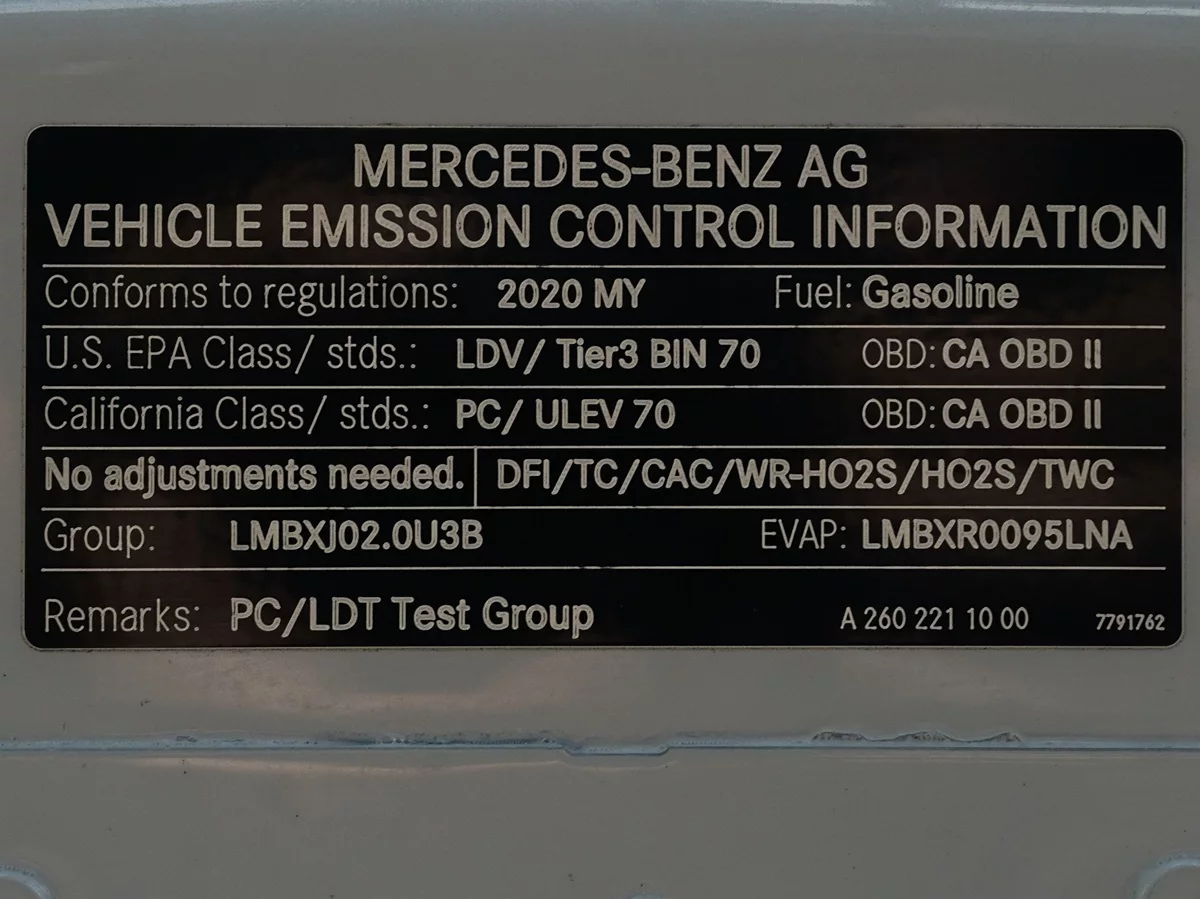 MERCEDES-BENZ AG
VEHICLE EMISSION CONTROL INFORMATION
Conforms to regulations: 2020 MY Fuel: Gasoline
U.S. EPA Class/ stds.: LDV/ Tier3 BIN 70 OBD: CA OBD II
California Class/ stds.: PC/ ULEV 70 OBD: CA OBD II
No adjustments needed. DFI/TC/CAC/WR-HO2S/HO2S/TWC
Group: LMBXJ02.0U3B EVAP: LMBXR0095LNA
Remarks: PC/LDT Test Group A 260 221 10 00 7791762